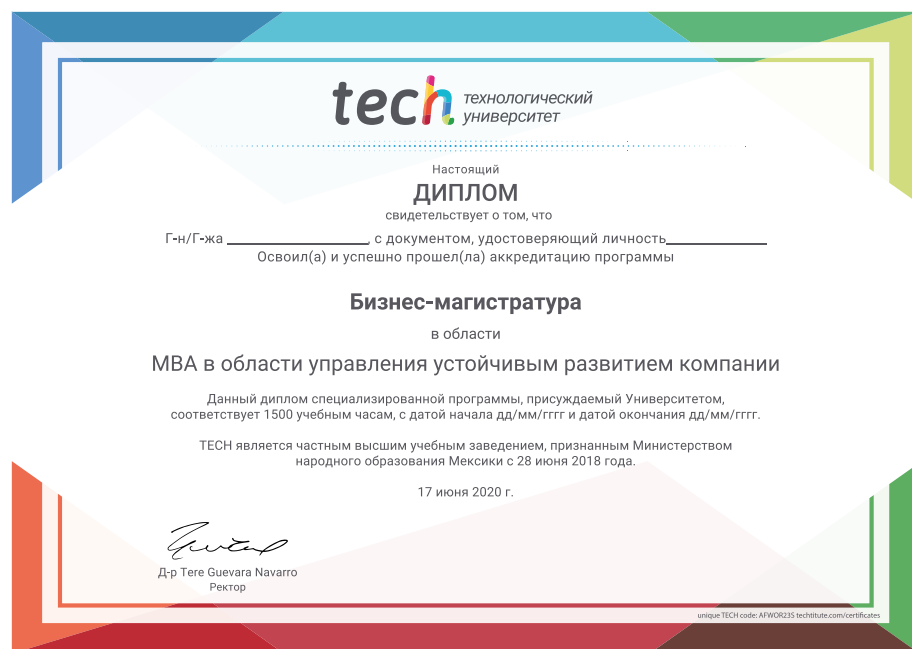 tech технологический
университет
Настоящий
ДИПЛОМ
свидетельствует о том, что
Г-н/Г-жа ____________, с документом, удостоверяющий личность____________
Освоил(а) и успешно прошел(ла) аккредитацию программы
Бизнес-магистратура
в области
MBA в области управления устойчивым развитием компании
Данный диплом специализированной программы, присуждаемый Университетом,
соответствует 1500 учебным часам, с датой начала дд/мм/гггг и датой окончания дд/мм/гггг.
TECH является частным высшим учебным заведением, признанным Министерством
народного образования Мексики с 28 июня 2018 года.
17 июня 2020 г.
Д-р Tere Guevara Navarro
Ректор
unique TECH code: AFWOR23S techtitute.com/certificates